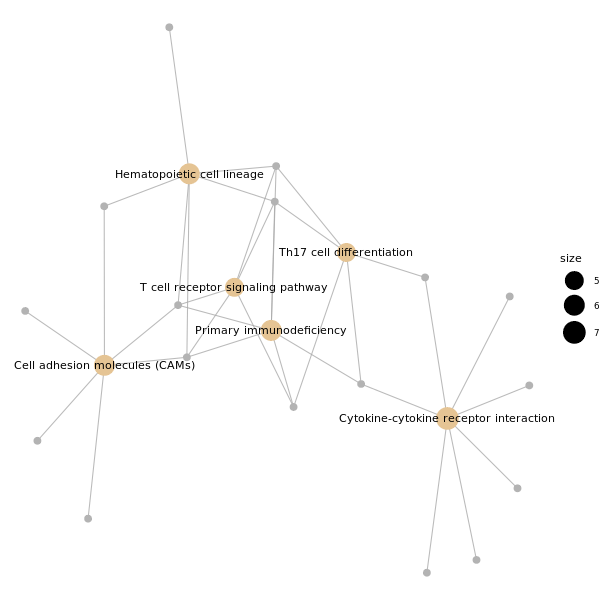 Hematopoietic cell lineage
Th17 cell differentiation
size
T cell receptor signaling pathway
5
6
Primary immunodeficiency
7
Cell adhesion molecules (CAMs)
Cytokine-cytokine receptor interaction